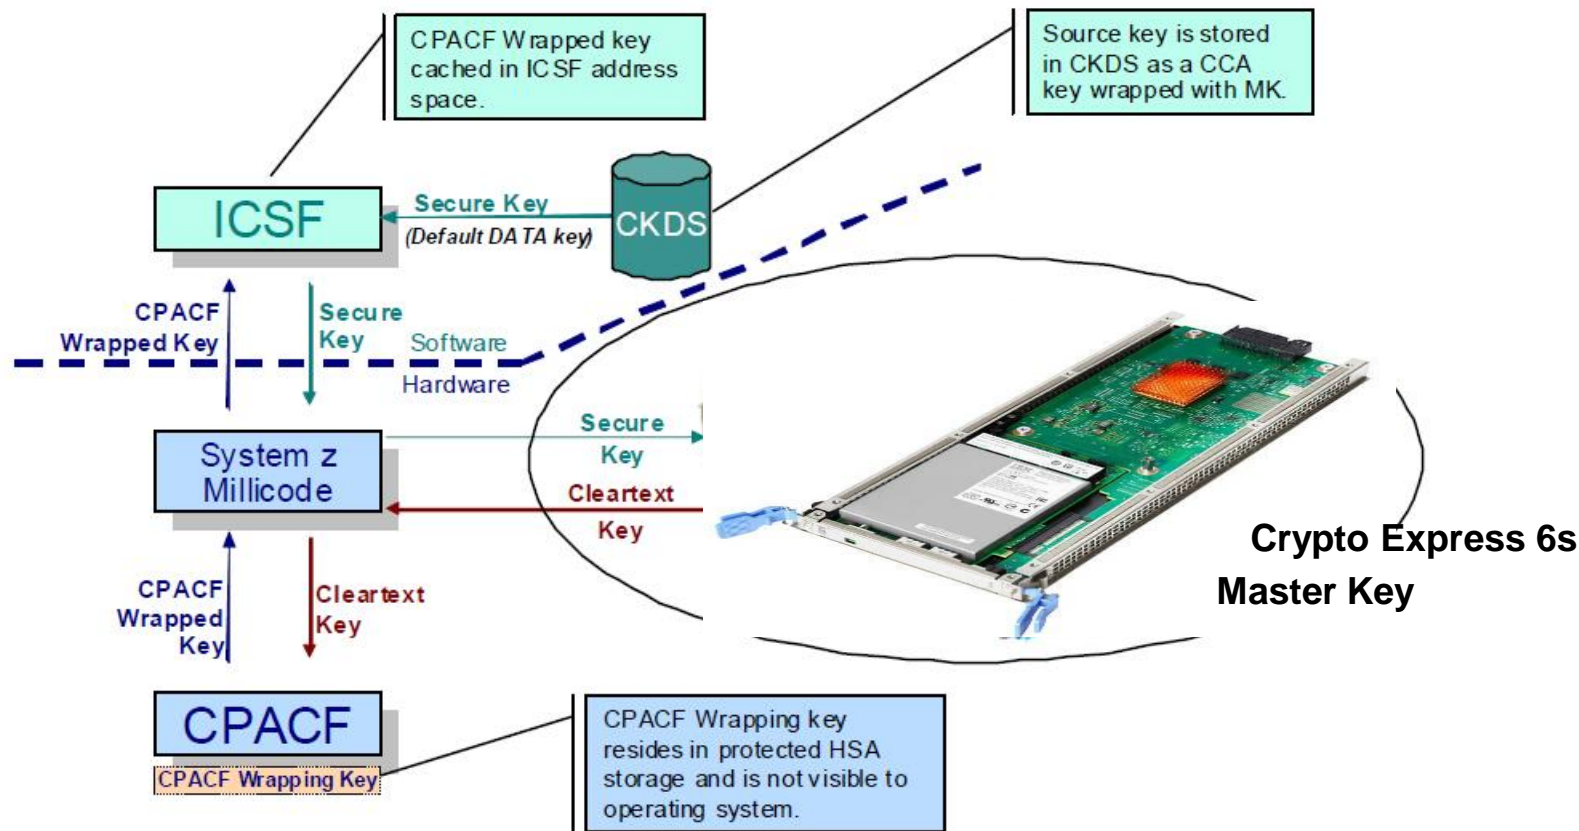 CPACF Wrapped key
cached in ICSF address
space.
Source key is stored
in CKDS as a CCA
key wrapped with MK.
ICSF
Secure Key
(Default DATA key)
CKDS
CPACF
Wrapped Key
Secure
Key
Software
Hardware
System z
Millicode
Secure
Key
Cleartext
Key
Crypto Express 6s
Master Key
CPACF
Wrapped
Key
Cleartext
Key
CPACF
CPACF Wrapping Key
CPACF Wrapping key
resides in protected HSA
storage and is not visible to
operating system.